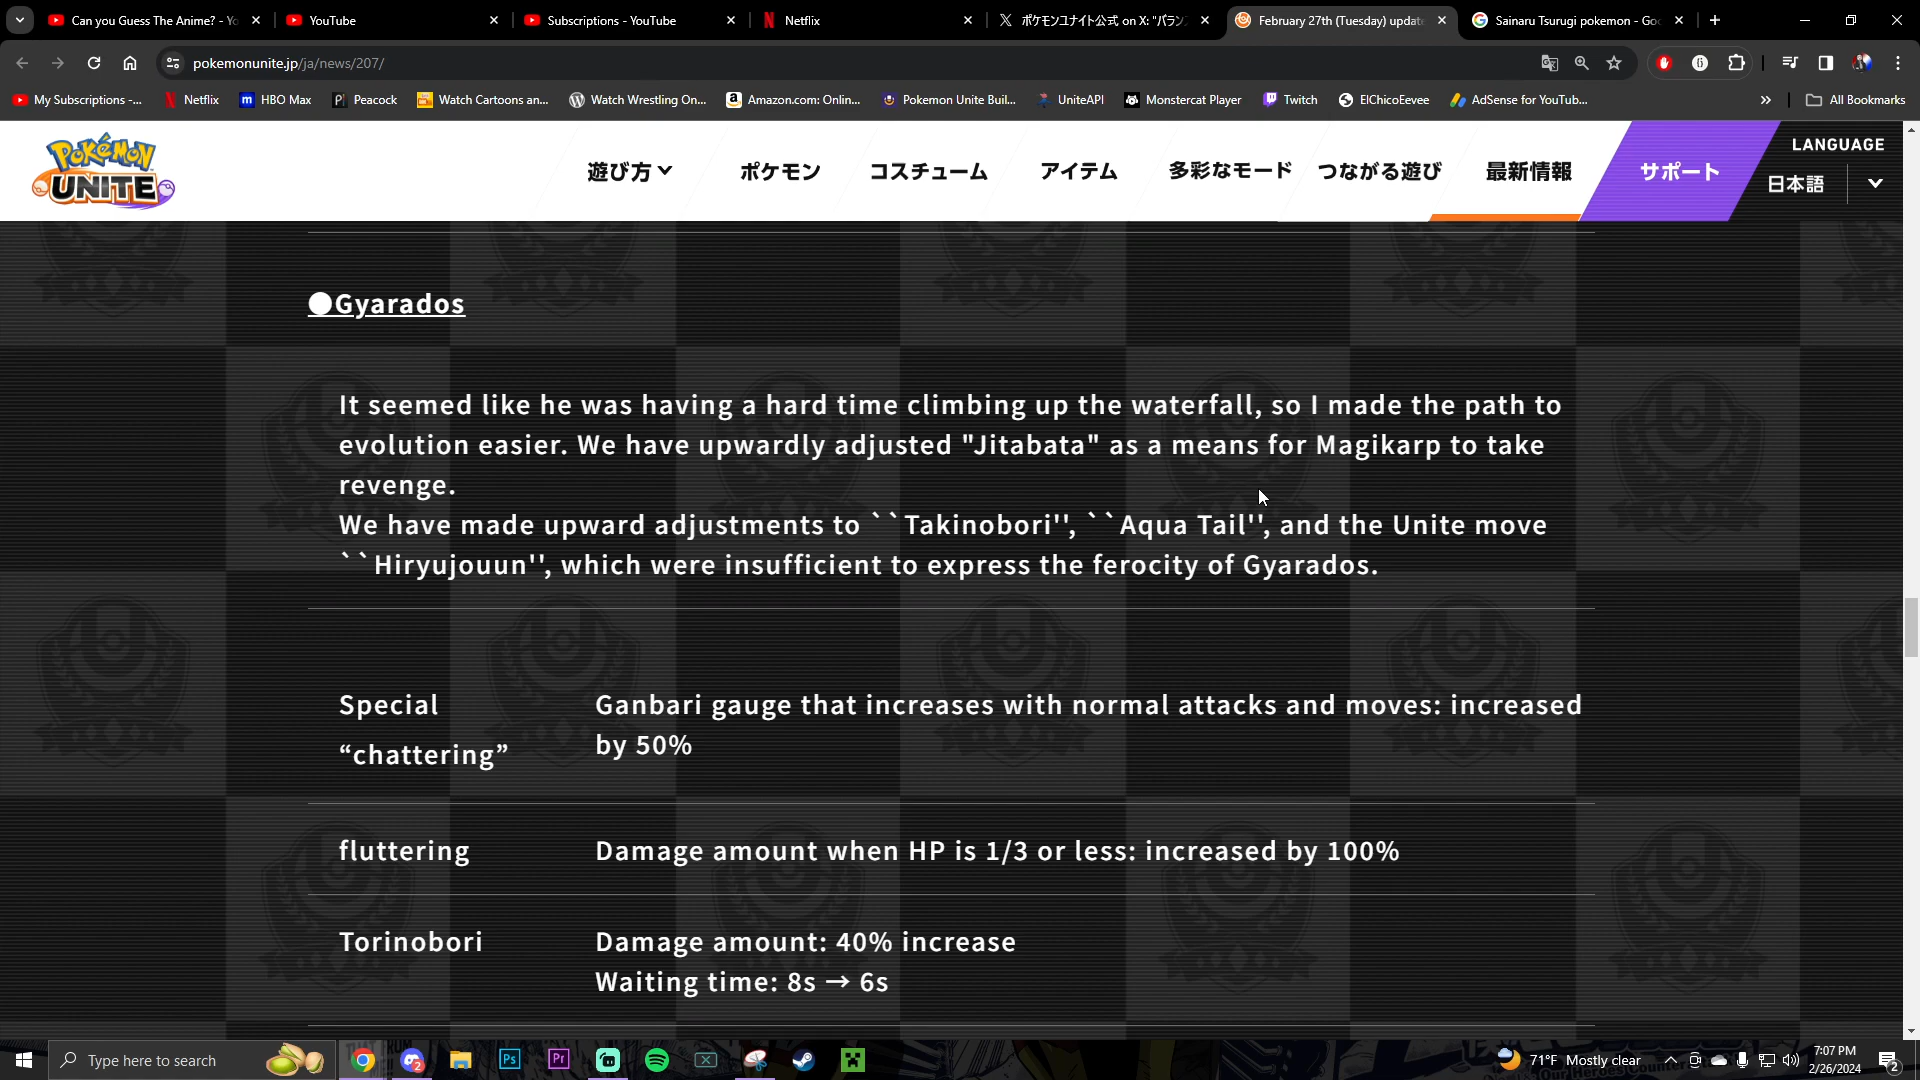 Can you Guess The Anime? - Yo
YouTube
Subscriptions - YouTube
Netflix
ポケモンユナイト公式 on X: "バラン
February 27th (Tuesday) update
Sainaru Tsurugi pokemon - Goo
pokemonunite.jp/ja/news/207/
My Subscriptions -...
Netflix
HBO Max
Peacock
Watch Cartoons an...
Watch Wrestling On...
Amazon.com: Onlin...
Pokemon Unite Buil...
UniteAPI
Monstercat Player
Twitch
ElChicoEevee
AdSense for YouTub...
All Bookmarks
Pokémon
UNITE
遊び方
ポケモン
コスチューム
アイテム
多彩なモード
つながる遊び
最新情報
サポート
LANGUAGE
日本語
●Gyarados
It seemed like he was having a hard time climbing up the waterfall, so I made the path to
evolution easier. We have upwardly adjusted "Jitabata" as a means for Magikarp to take
revenge.
We have made upward adjustments to ``Takinobori'', ``Aqua Tail'', and the Unite move
``Hiryujouun'', which were insufficient to express the ferocity of Gyarados.
Special
“chattering”
Ganbari gauge that increases with normal attacks and moves: increased
by 50%
fluttering
Damage amount when HP is 1/3 or less: increased by 100%
Torinobori
Damage amount: 40% increase
Waiting time: 8s → 6s
Type here to search
Ps
Pr
2
71°F Mostly clear
7:07 PM
2/26/2024
2